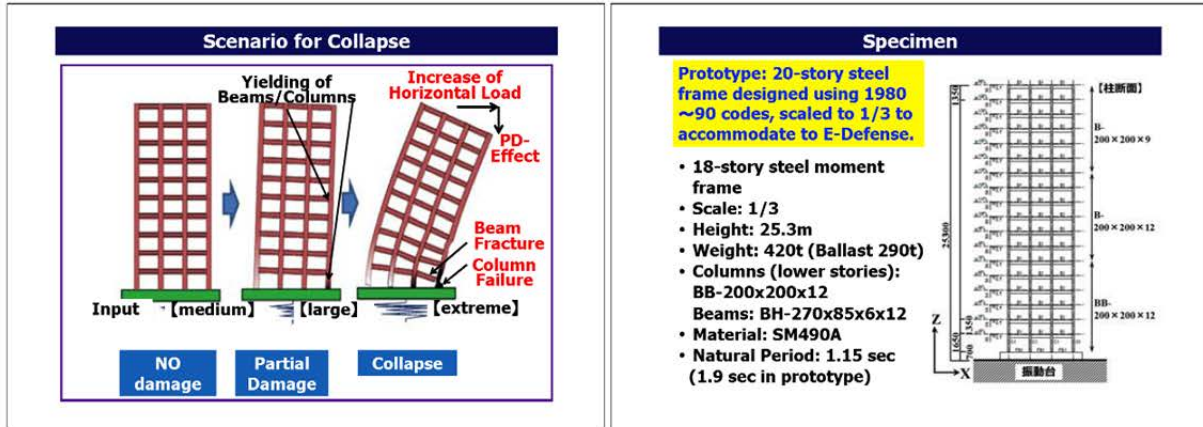 Scenario for Collapse
Yielding of
Beams/Columns
Increase of
Horizontal Load
PD-
Effect
Beam
Fracture
Column
Failure
Input 【medium】 【large】 【extreme】
NO
damage
Partial
Damage
Collapse
Specimen
Prototype: 20-story steel
frame designed using 1980
~90 codes, scaled to 1/3 to
accommodate to E-Defense.
• 18-story steel moment
frame
• Scale: 1/3
• Height: 25.3m
• Weight: 420t (Ballast 290t)
• Columns (lower stories):
BB-200x200x12
Beams: BH-270x85x6x12
• Material: SM490A
• Natural Period: 1.15 sec
(1.9 sec in prototype)
1350
【柱断面】
B-
200×200×9
B-
200×200×12
25300
BB-
200×200×12
Z
1350
1650
700
X
振動台